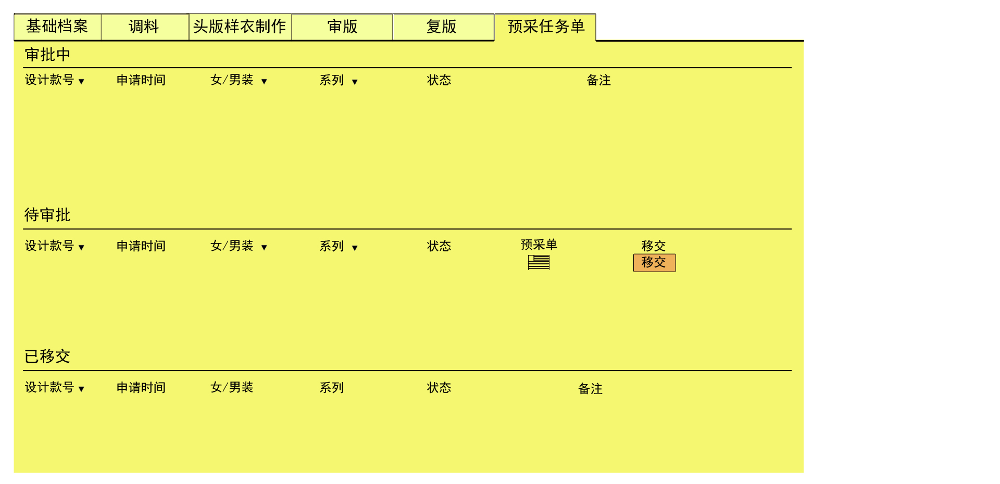 基础档案 调料 头版样衣制作 审版 复版 预采任务单
审批中
设计款号 ▼ 申请时间 女/男装 ▼ 系列 ▼ 状态 备注
待审批
设计款号 ▼ 申请时间 女/男装 ▼ 系列 ▼ 状态 预采单 移交
移交
已移交
设计款号 ▼ 申请时间 女/男装 系列 状态 备注